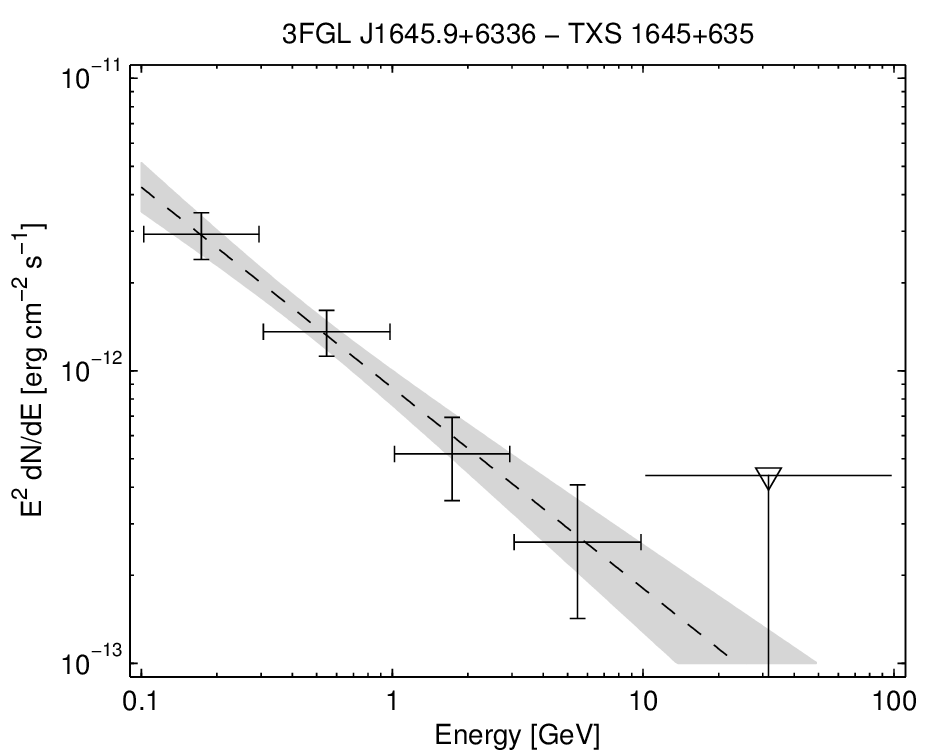 3FGL J1645.9+6336 − TXS 1645+635
10⁻¹¹
10⁻¹²
10⁻¹³
E² dN/dE [erg cm⁻² s⁻¹]
0.1 1 10 100
Energy [GeV]